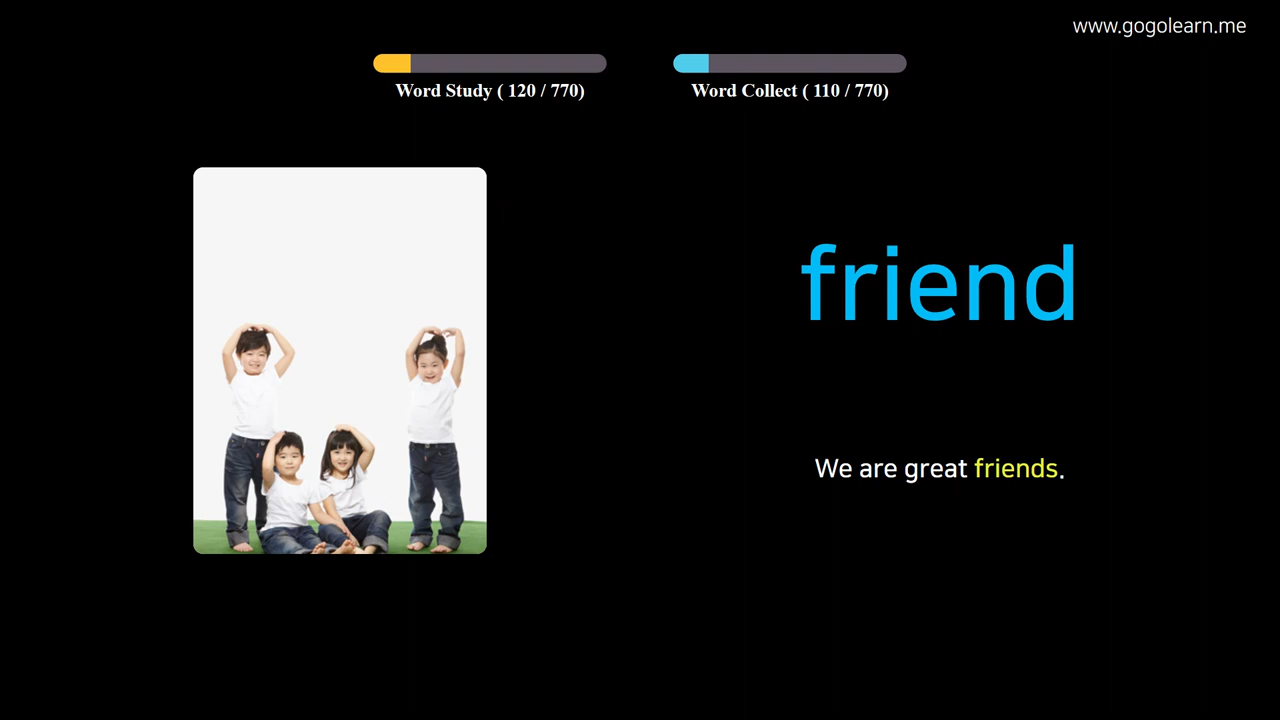 www.gogolearn.me
Word Study ( 120 / 770)
Word Collect ( 110 / 770)
friend
We are great friends.